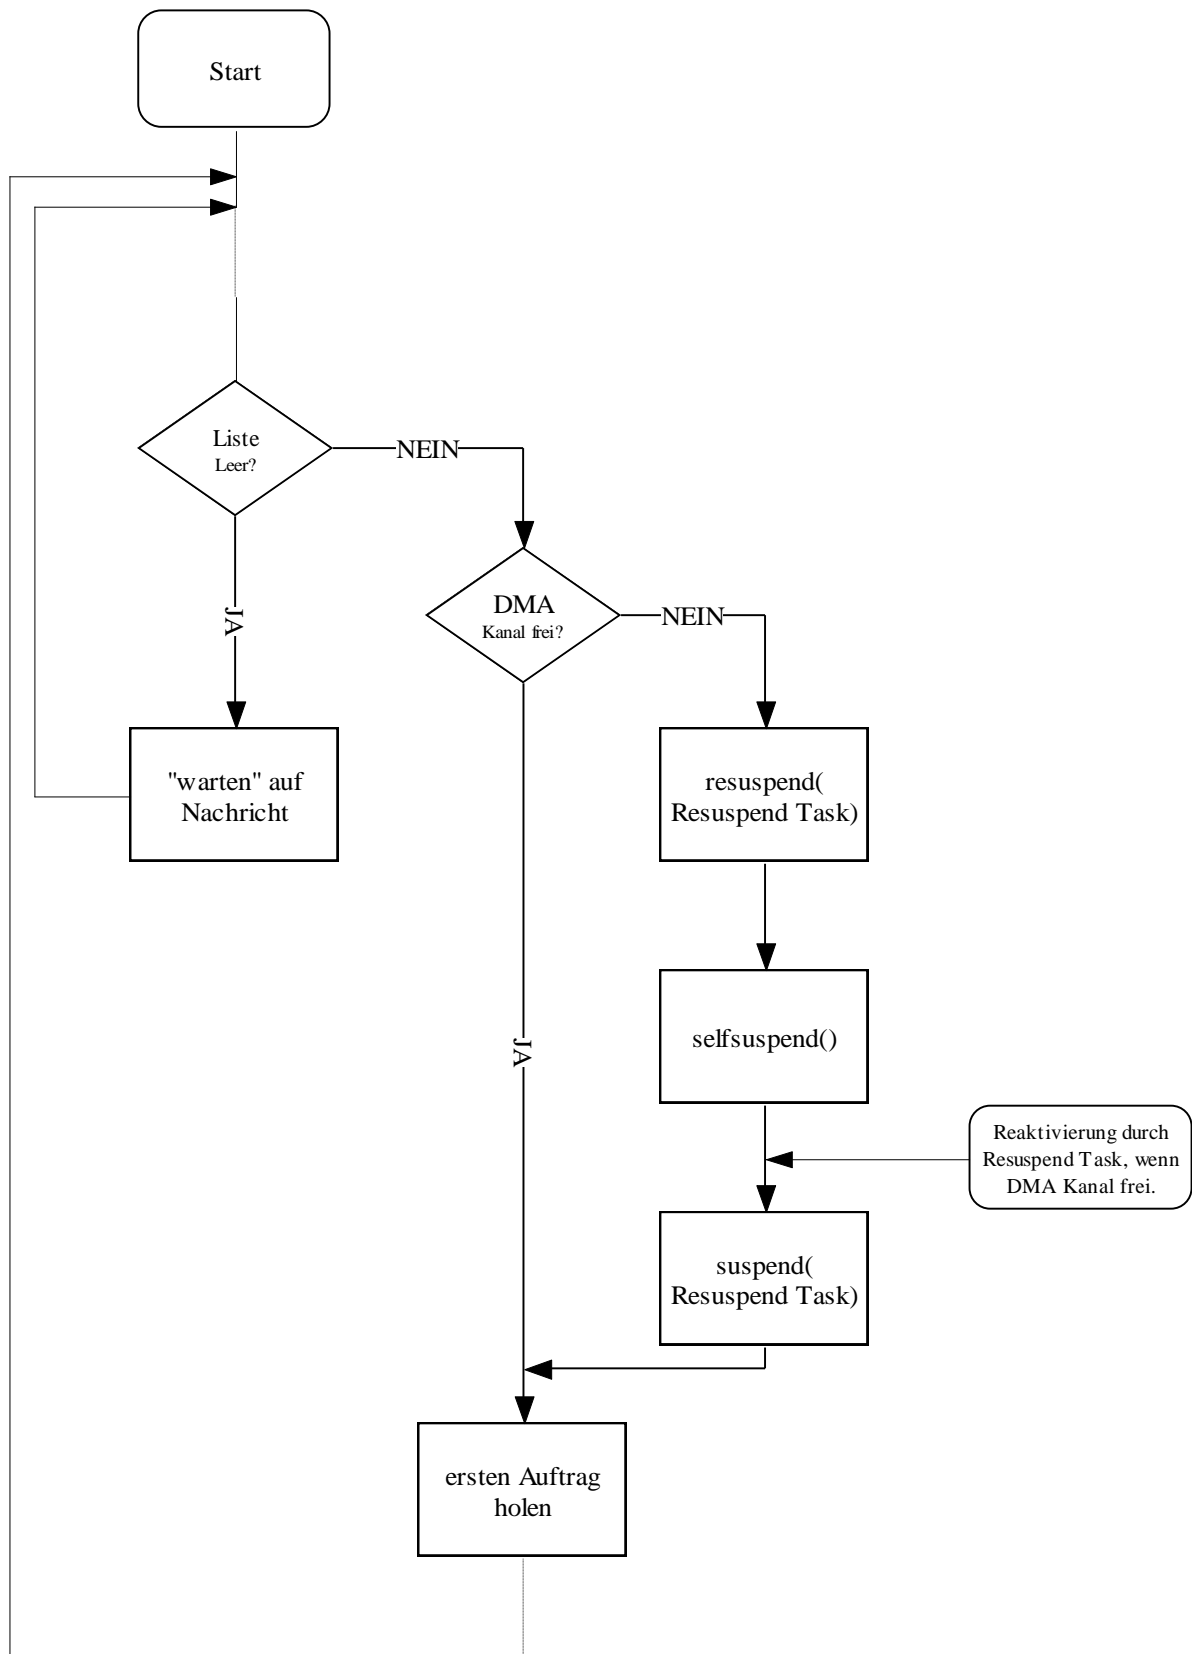 Start
Liste
Leer?
NEIN
JA
DMA
Kanal frei?
NEIN
"warten" auf
Nachricht
resuspend(
Resuspend Task)
selfsuspend()
JA
Reaktivierung durch
Resuspend Task, wenn
DMA Kanal frei.
suspend(
Resuspend Task)
ersten Auftrag
holen